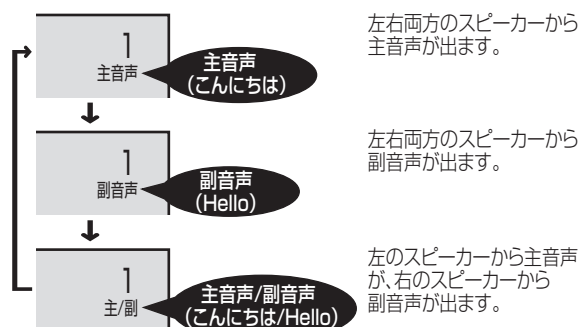 1
主音声
主音声
(こんにちは)
左右両方のスピーカーから
主音声が出ます。
1
副音声
副音声
(Hello)
左右両方のスピーカーから
副音声が出ます。
1
主/副
主音声/副音声
(こんにちは/Hello)
左のスピーカーから主音声
が、右のスピーカーから
副音声が出ます。